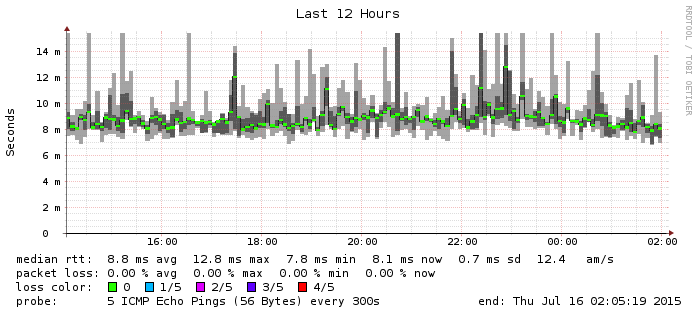 Last 12 Hours
RRDTOOL / TOBI OETIKER
Seconds
14 m
12 m
10 m
8 m
6 m
4 m
2 m
0
16:00 18:00 20:00 22:00 00:00 02:00
median rtt: 8.8 ms avg 12.8 ms max 7.8 ms min 8.1 ms now 0.7 ms sd 12.4 am/s
packet loss: 0.00 % avg 0.00 % max 0.00 % min 0.00 % now
loss color: 0 1/5 2/5 3/5 4/5
probe: 5 ICMP Echo Pings (56 Bytes) every 300s end: Thu Jul 16 02:05:19 2015